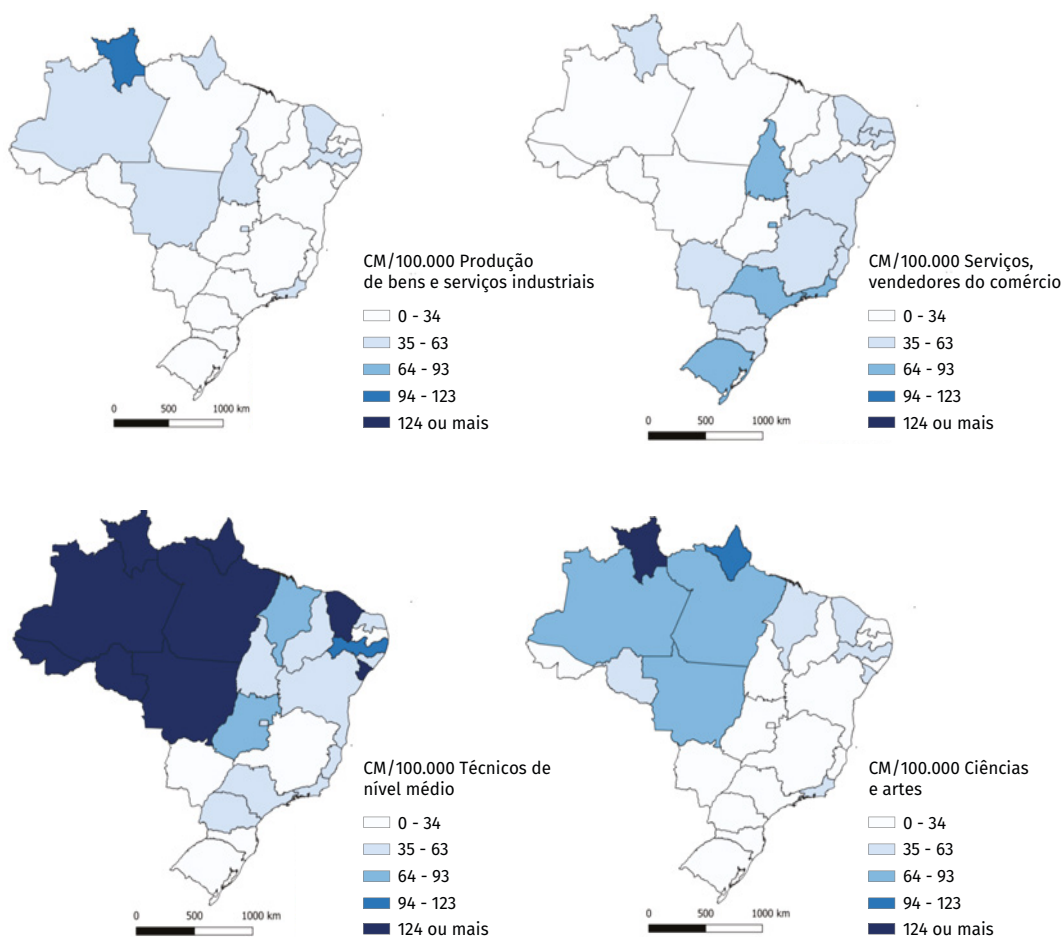 CM/100.000 Produção
de bens e serviços industriais
0 - 34
35 - 63
64 - 93
94 - 123
124 ou mais
0 500 1000 km
CM/100.000 Serviços,
vendedores do comércio
0 - 34
35 - 63
64 - 93
94 - 123
124 ou mais
0 500 1000 km
CM/100.000 Técnicos de
nível médio
0 - 34
35 - 63
64 - 93
94 - 123
124 ou mais
0 500 1000 km
CM/100.000 Ciências
e artes
0 - 34
35 - 63
64 - 93
94 - 123
124 ou mais
0 500 1000 km